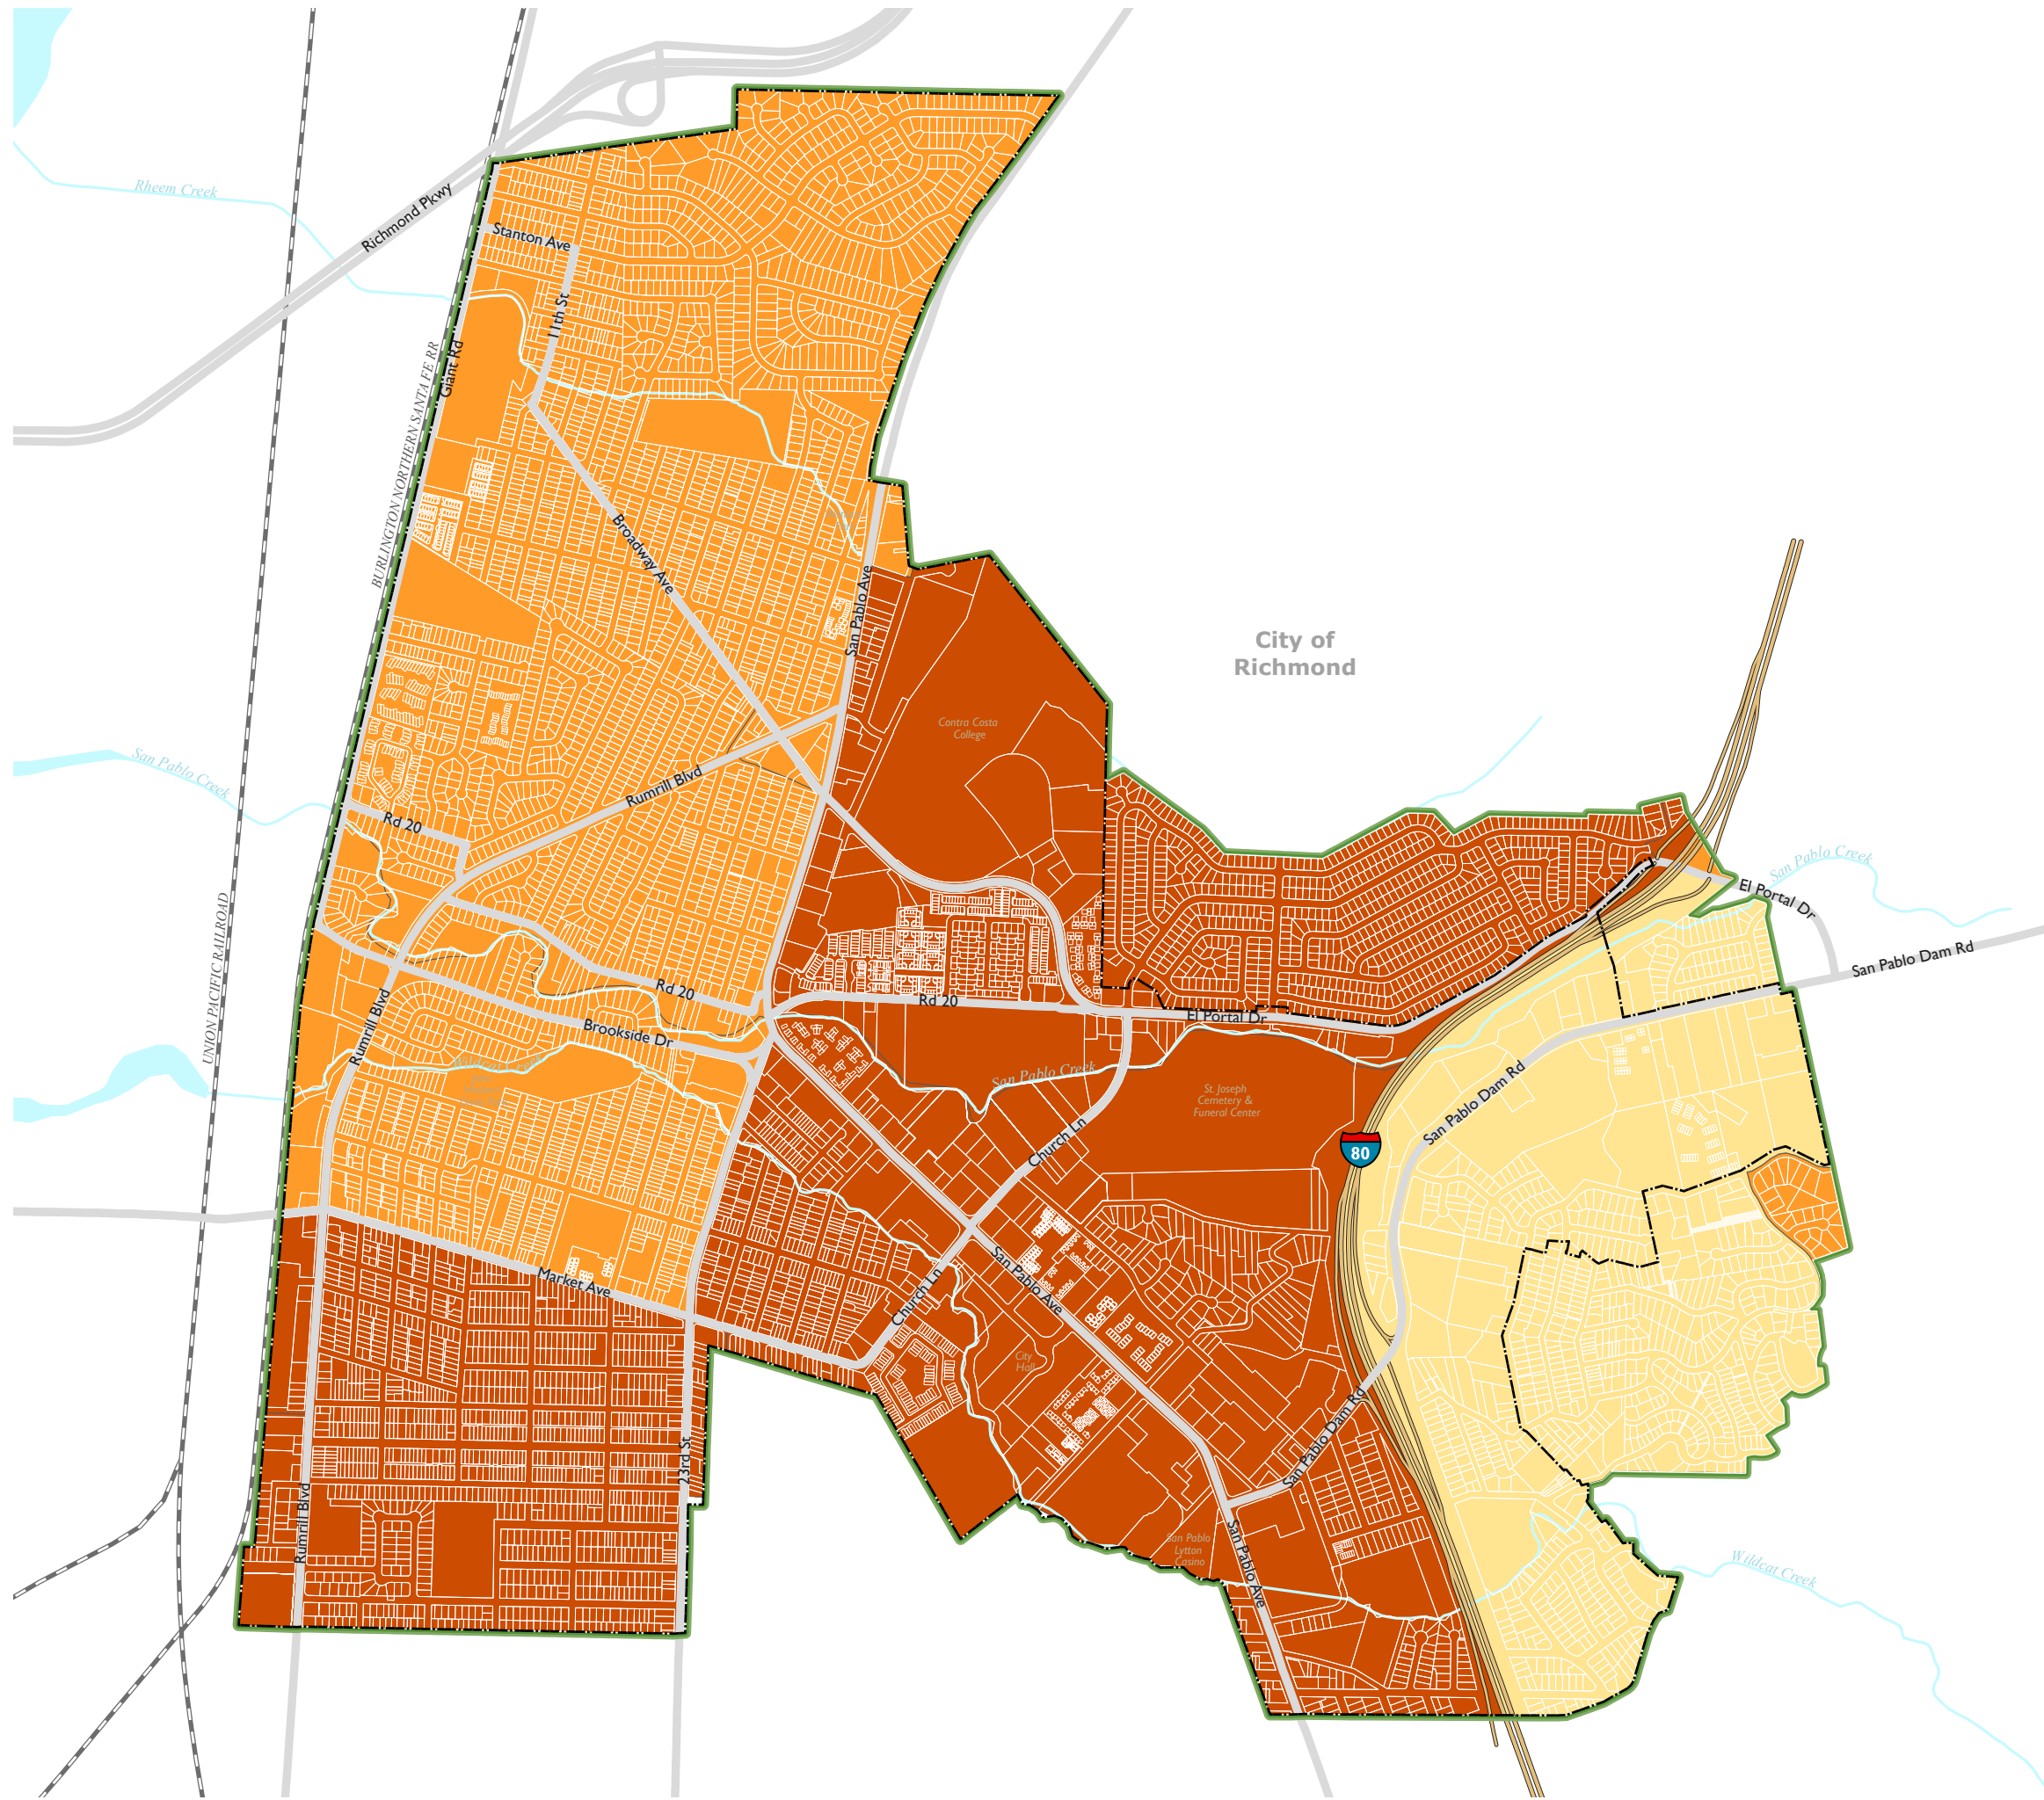 Rheem Creek
Richmond Pkwy
Stanton Ave
11th St
Giant Rd
BURLINGTON NORTHERN SANTA FE RR
Broadway Ave
San Pablo Ave
City of
Richmond
Contra Costa
College
San Pablo Creek
Rumrill Blvd
Rd 20
San Pablo Creek
El Portal Dr
San Pablo Dam Rd
UNION PACIFIC RAILROAD
Rd 20
Rd 20
El Portal Dr
Rumrill Blvd
Brookside Dr
Wildcat Creek
San Pablo Creek
St. Joseph
Cemetery &
Funeral Center
San Pablo Dam Rd
Church Ln
80
Market Ave
Church Ln
San Pablo Ave
City
Hall
San Pablo Dam Rd
23rd St
Rumrill Blvd
San Pablo
Lytton
Casino
San Pablo Ave
Wildcat Creek